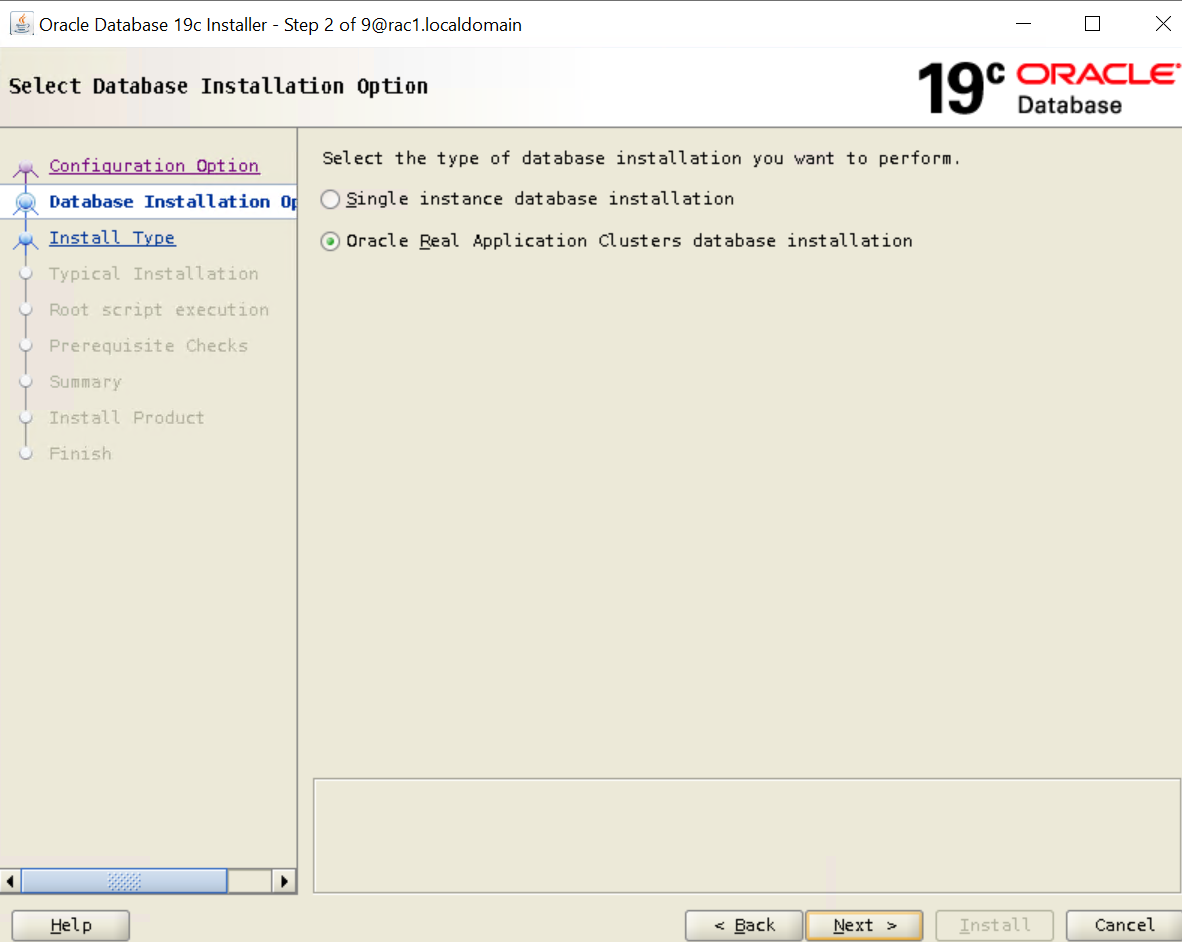 Oracle Database 19c Installer - Step 2 of 9@rac1.localdomain
Select Database Installation Option
19c ORACLE
Database
Configuration Option
Database Installation Op
Install Type
Typical Installation
Root script execution
Prerequisite Checks
Summary
Install Product
Finish
Select the type of database installation you want to perform.
Single instance database installation
Oracle Real Application Clusters database installation
Help
< Back
Next >
Install
Cancel